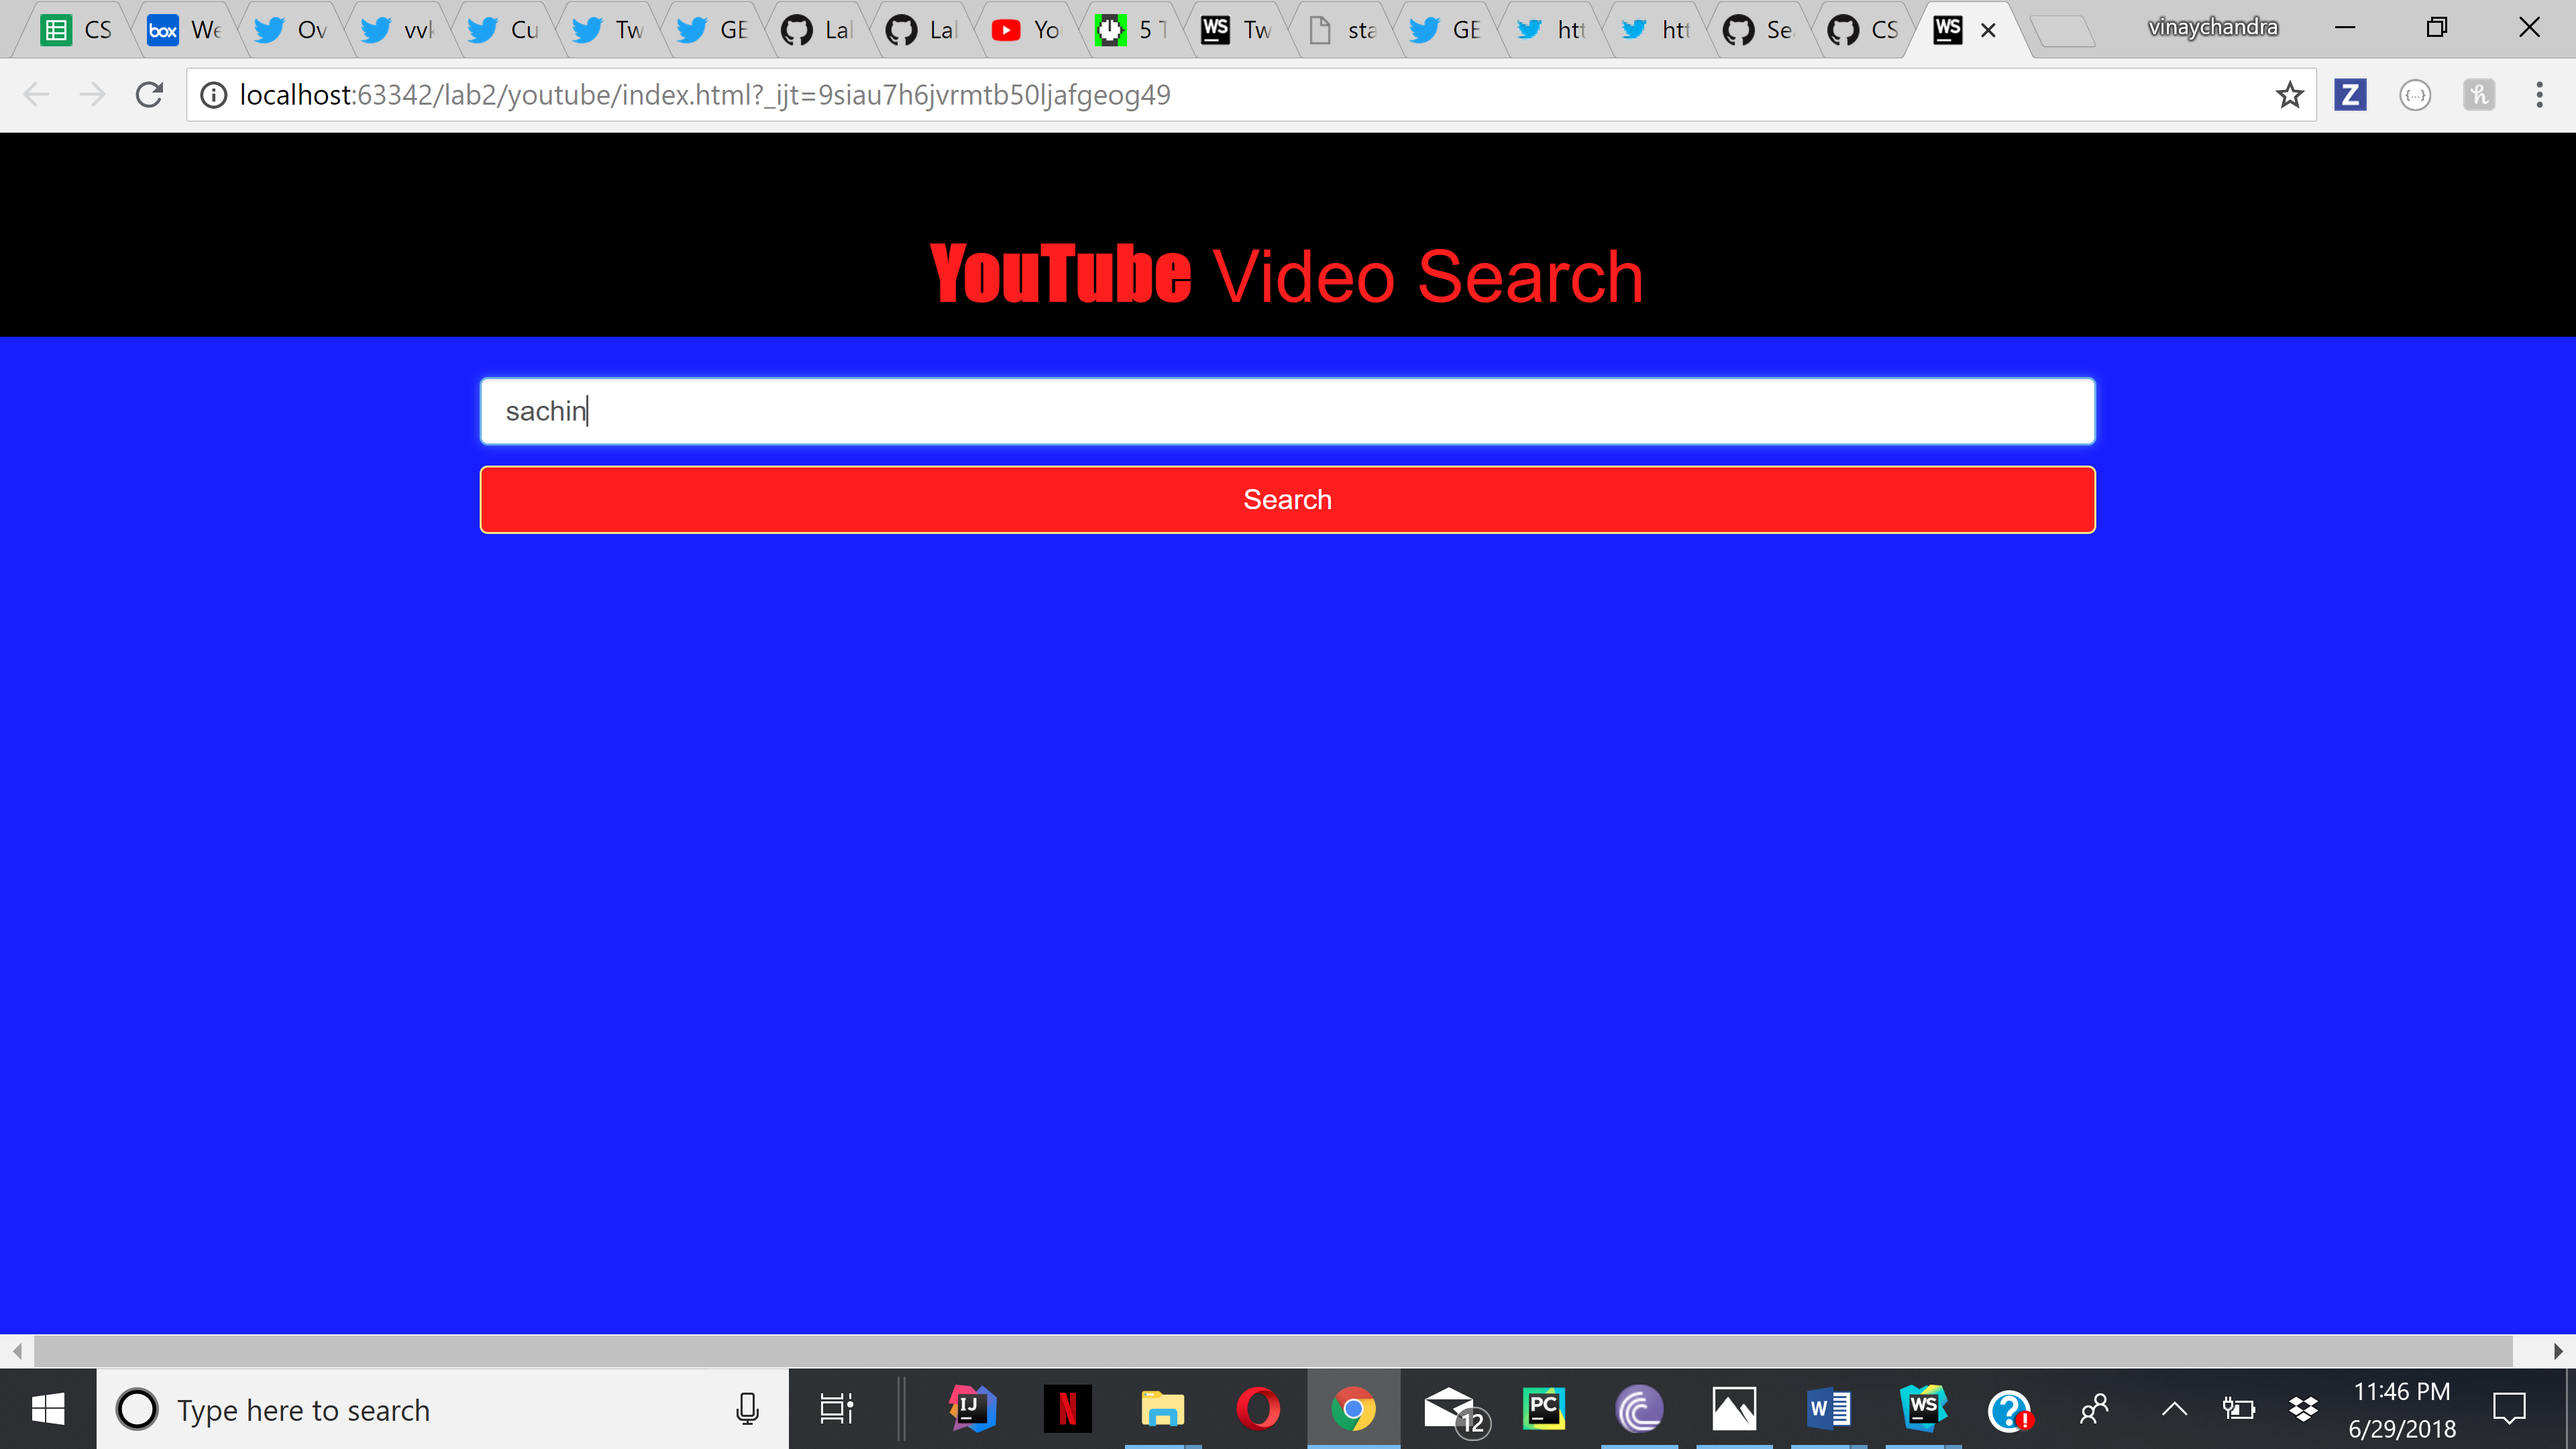 CS We Ov vvk Cu Tw GE Lal Lal Yo 5 T Tw sta GE htt htt Se CS vinaychandra
localhost:63342/lab2/youtube/index.html?_ijt=9siau7h6jvrmtb50ljafgeog49
YouTube Video Search
sachin
Search
Type here to search
12
11:46 PM
6/29/2018